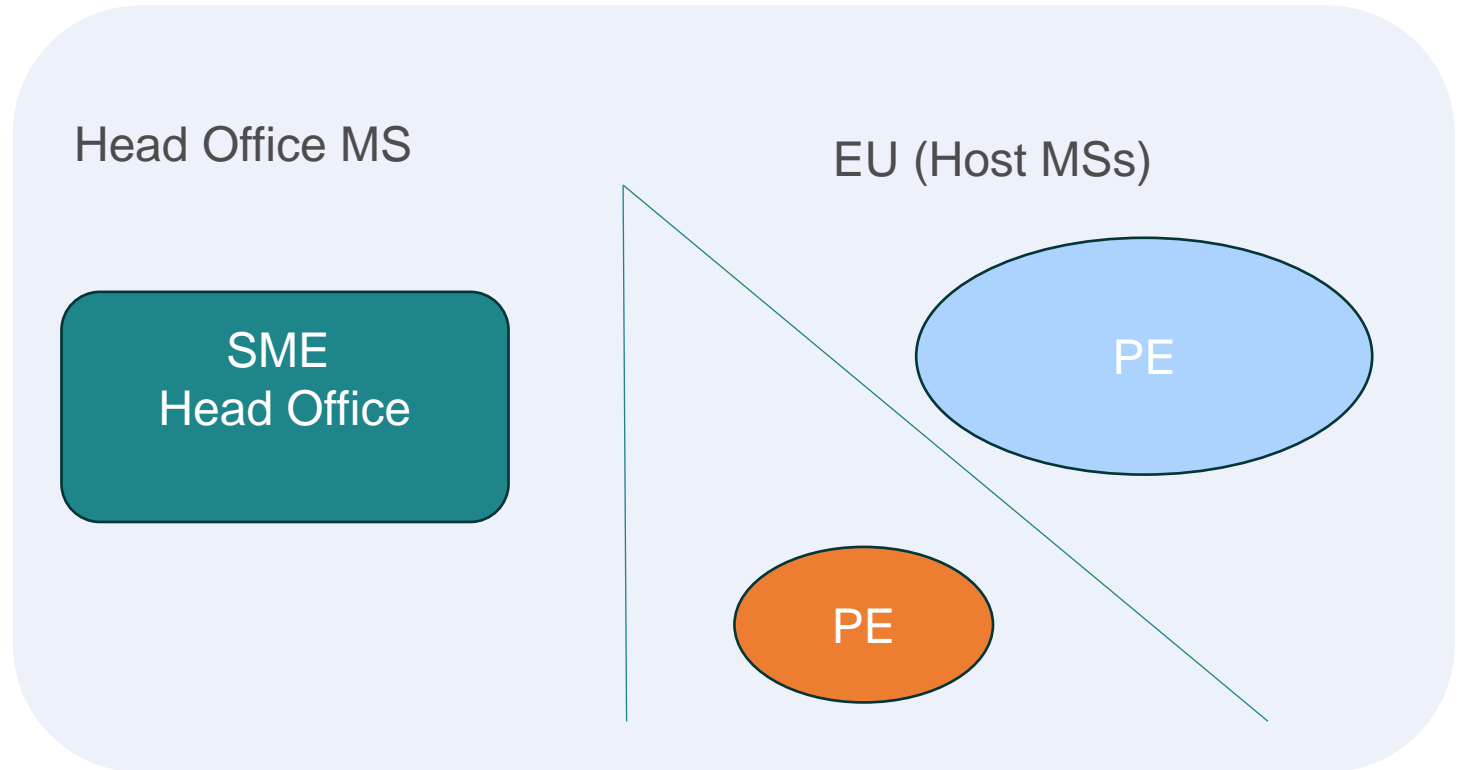 Head Office MS
EU (Host MSs)
SME
Head Office
PE
PE